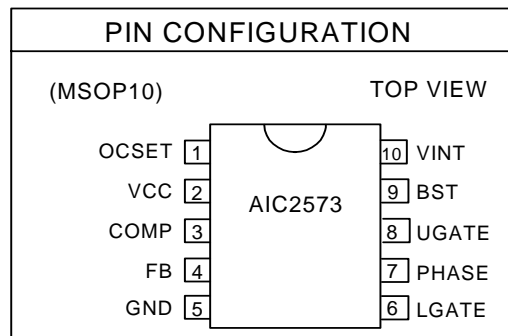 PIN CONFIGURATION
(MSOP10) TOP VIEW
OCSET 1 10 VINT
VCC 2 9 BST
AIC2573
COMP 3 8 UGATE
FB 4 7 PHASE
GND 5 6 LGATE